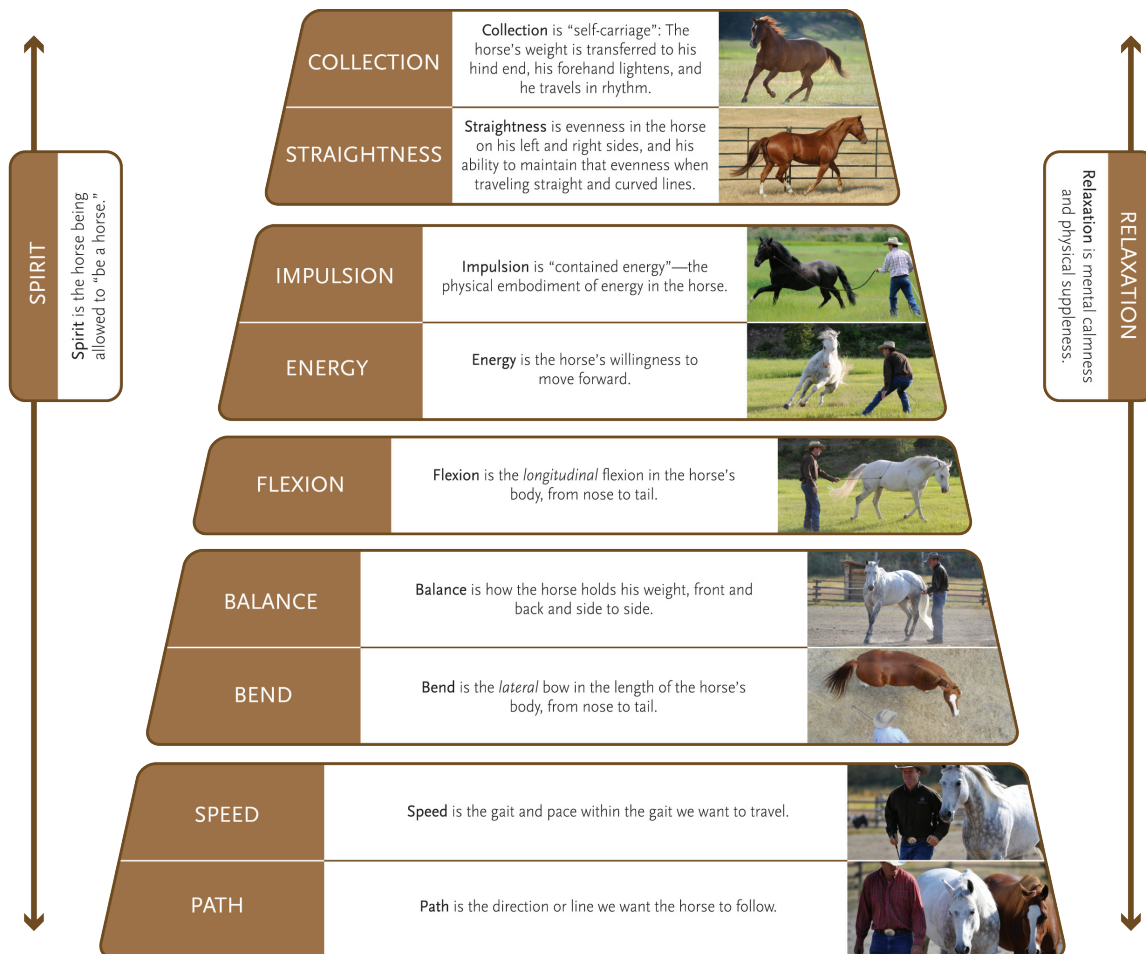 COLLECTION
Collection is “self-carriage”: The
horse’s weight is transferred to his
hind end, his forehand lightens, and
he travels in rhythm.
STRAIGHTNESS
Straightness is evenness in the horse
on his left and right sides, and his
ability to maintain that evenness when
traveling straight and curved lines.
SPIRIT
Spirit is the horse being
allowed to “be a horse.”
RELAXATION
Relaxation is mental calmness
and physical suppleness.
IMPULSION
Impulsion is “contained energy”—the
physical embodiment of energy in the horse.
ENERGY
Energy is the horse’s willingness to
move forward.
FLEXION
Flexion is the longitudinal flexion in the horse’s
body, from nose to tail.
BALANCE
Balance is how the horse holds his weight, front and
back and side to side.
BEND
Bend is the lateral bow in the length of the horse’s
body, from nose to tail.
SPEED
Speed is the gait and pace within the gait we want to travel.
PATH
Path is the direction or line we want the horse to follow.